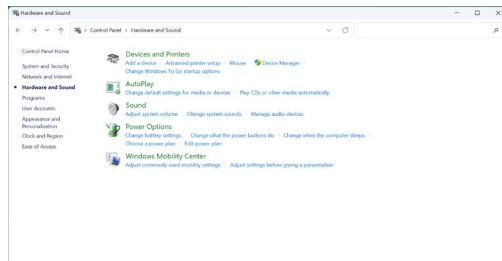 Hardware and Sound
Control Panel > Hardware and Sound
Control Panel Home
System and Security
Network and Internet
Hardware and Sound
Programs
User Accounts
Appearance and
Personalization
Clock and Region
Ease of Access
Devices and Printers
Add a device | Advanced printer setup | Mouse | Device Manager |
Change Windows To Go startup options
AutoPlay
Change default settings for media or devices | Play CDs or other media automatically
Sound
Adjust system volume | Change system sounds | Manage audio devices
Power Options
Change battery settings | Change what the power buttons do | Change when the computer sleeps |
Choose a power plan | Edit power plan
Windows Mobility Center
Adjust commonly used mobility settings | Adjust settings before giving a presentation